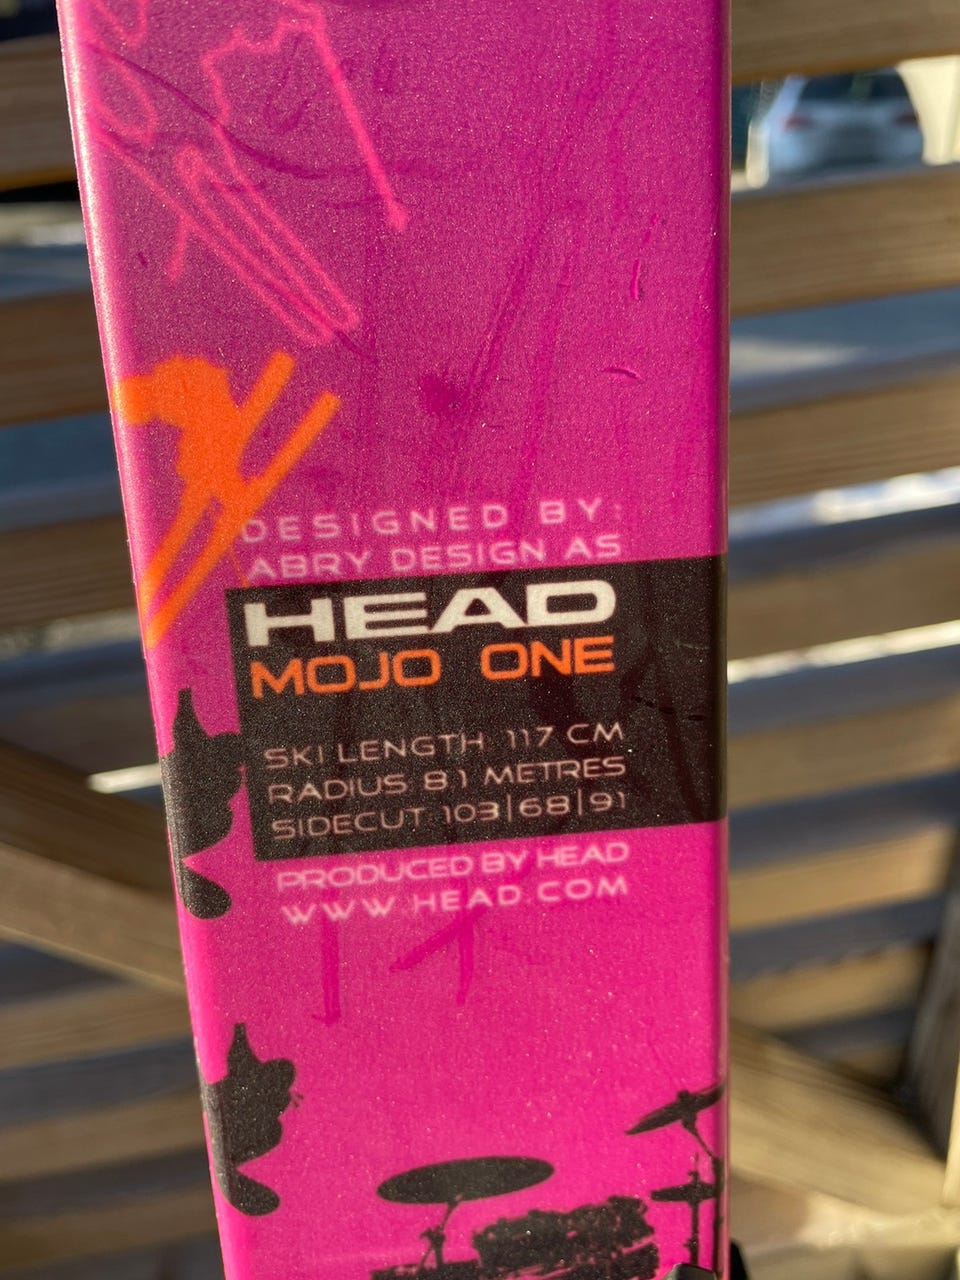 DESIGNED BY:
ABRY DESIGN AS
HEAD
MOJO ONE
SKI LENGTH 117 CM
RADIUS 8.1 METRES
SIDECUT 103|68|91
PRODUCED BY HEAD
WWW.HEAD.COM